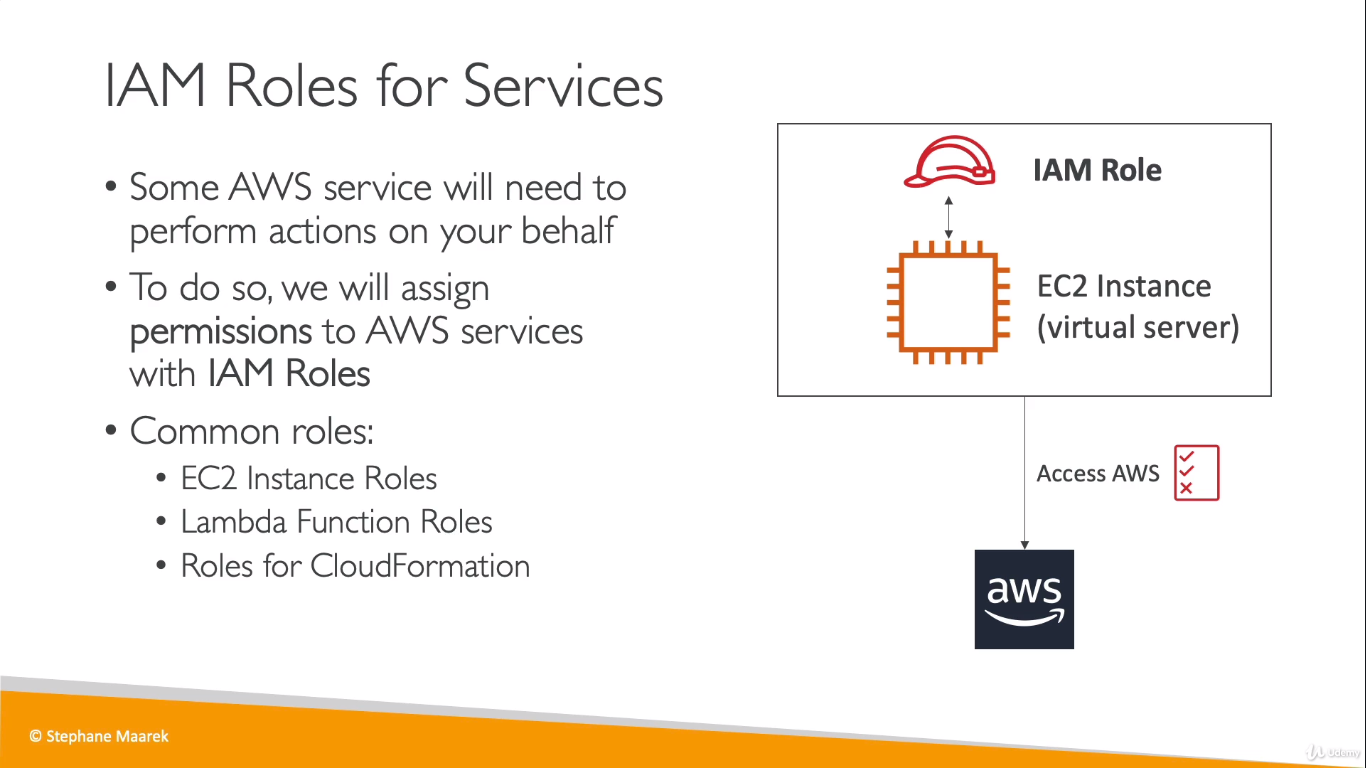 IAM Roles for Services
• Some AWS service will need to
perform actions on your behalf
• To do so, we will assign
permissions to AWS services
with IAM Roles
• Common roles:
• EC2 Instance Roles
• Lambda Function Roles
• Roles for CloudFormation
IAM Role
EC2 Instance
(virtual server)
Access AWS
aws
© Stephane Maarek
Udemy